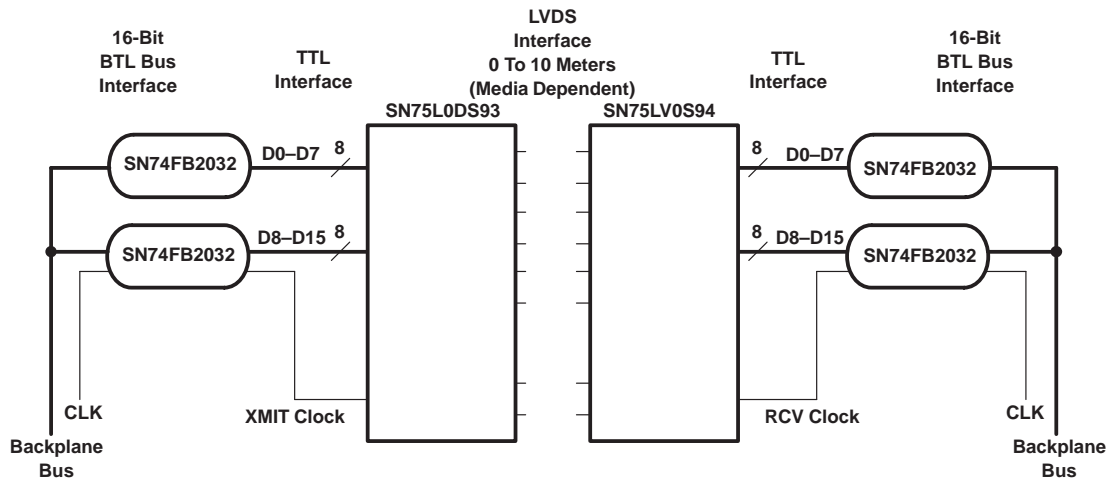 LVDS
Interface
0 To 10 Meters
(Media Dependent)
16-Bit
BTL Bus
Interface
TTL
Interface
TTL
Interface
16-Bit
BTL Bus
Interface
SN75L0DS93
SN75LV0S94
SN74FB2032
D0–D7
8
8
D0–D7
SN74FB2032
SN74FB2032
D8–D15
8
8
D8–D15
SN74FB2032
CLK
XMIT Clock
RCV Clock
CLK
Backplane
Bus
Backplane
Bus